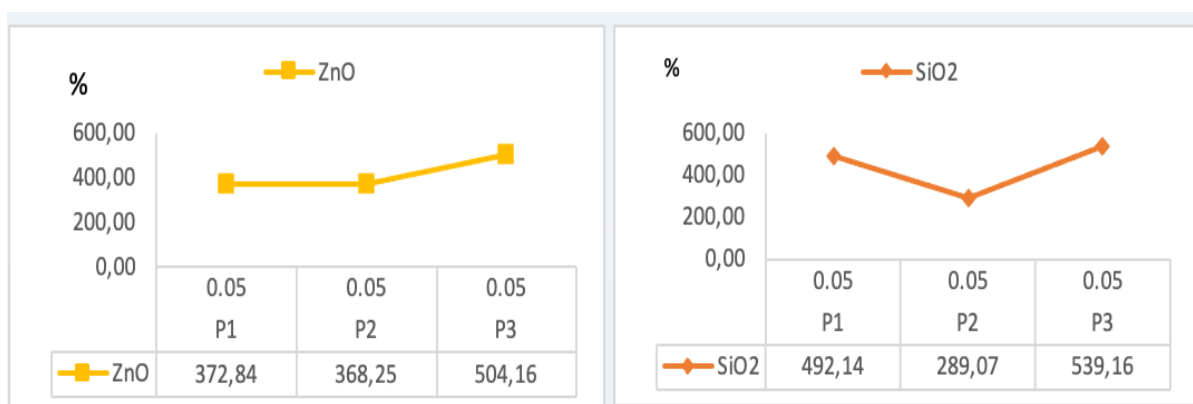 % ZnO
600,00
400,00
200,00
0,00
0.05 0.05 0.05
P1 P2 P3
ZnO 372,84 368,25 504,16
% SiO2
600,00
400,00
200,00
0,00
0.05 0.05 0.05
P1 P2 P3
SiO2 492,14 289,07 539,16